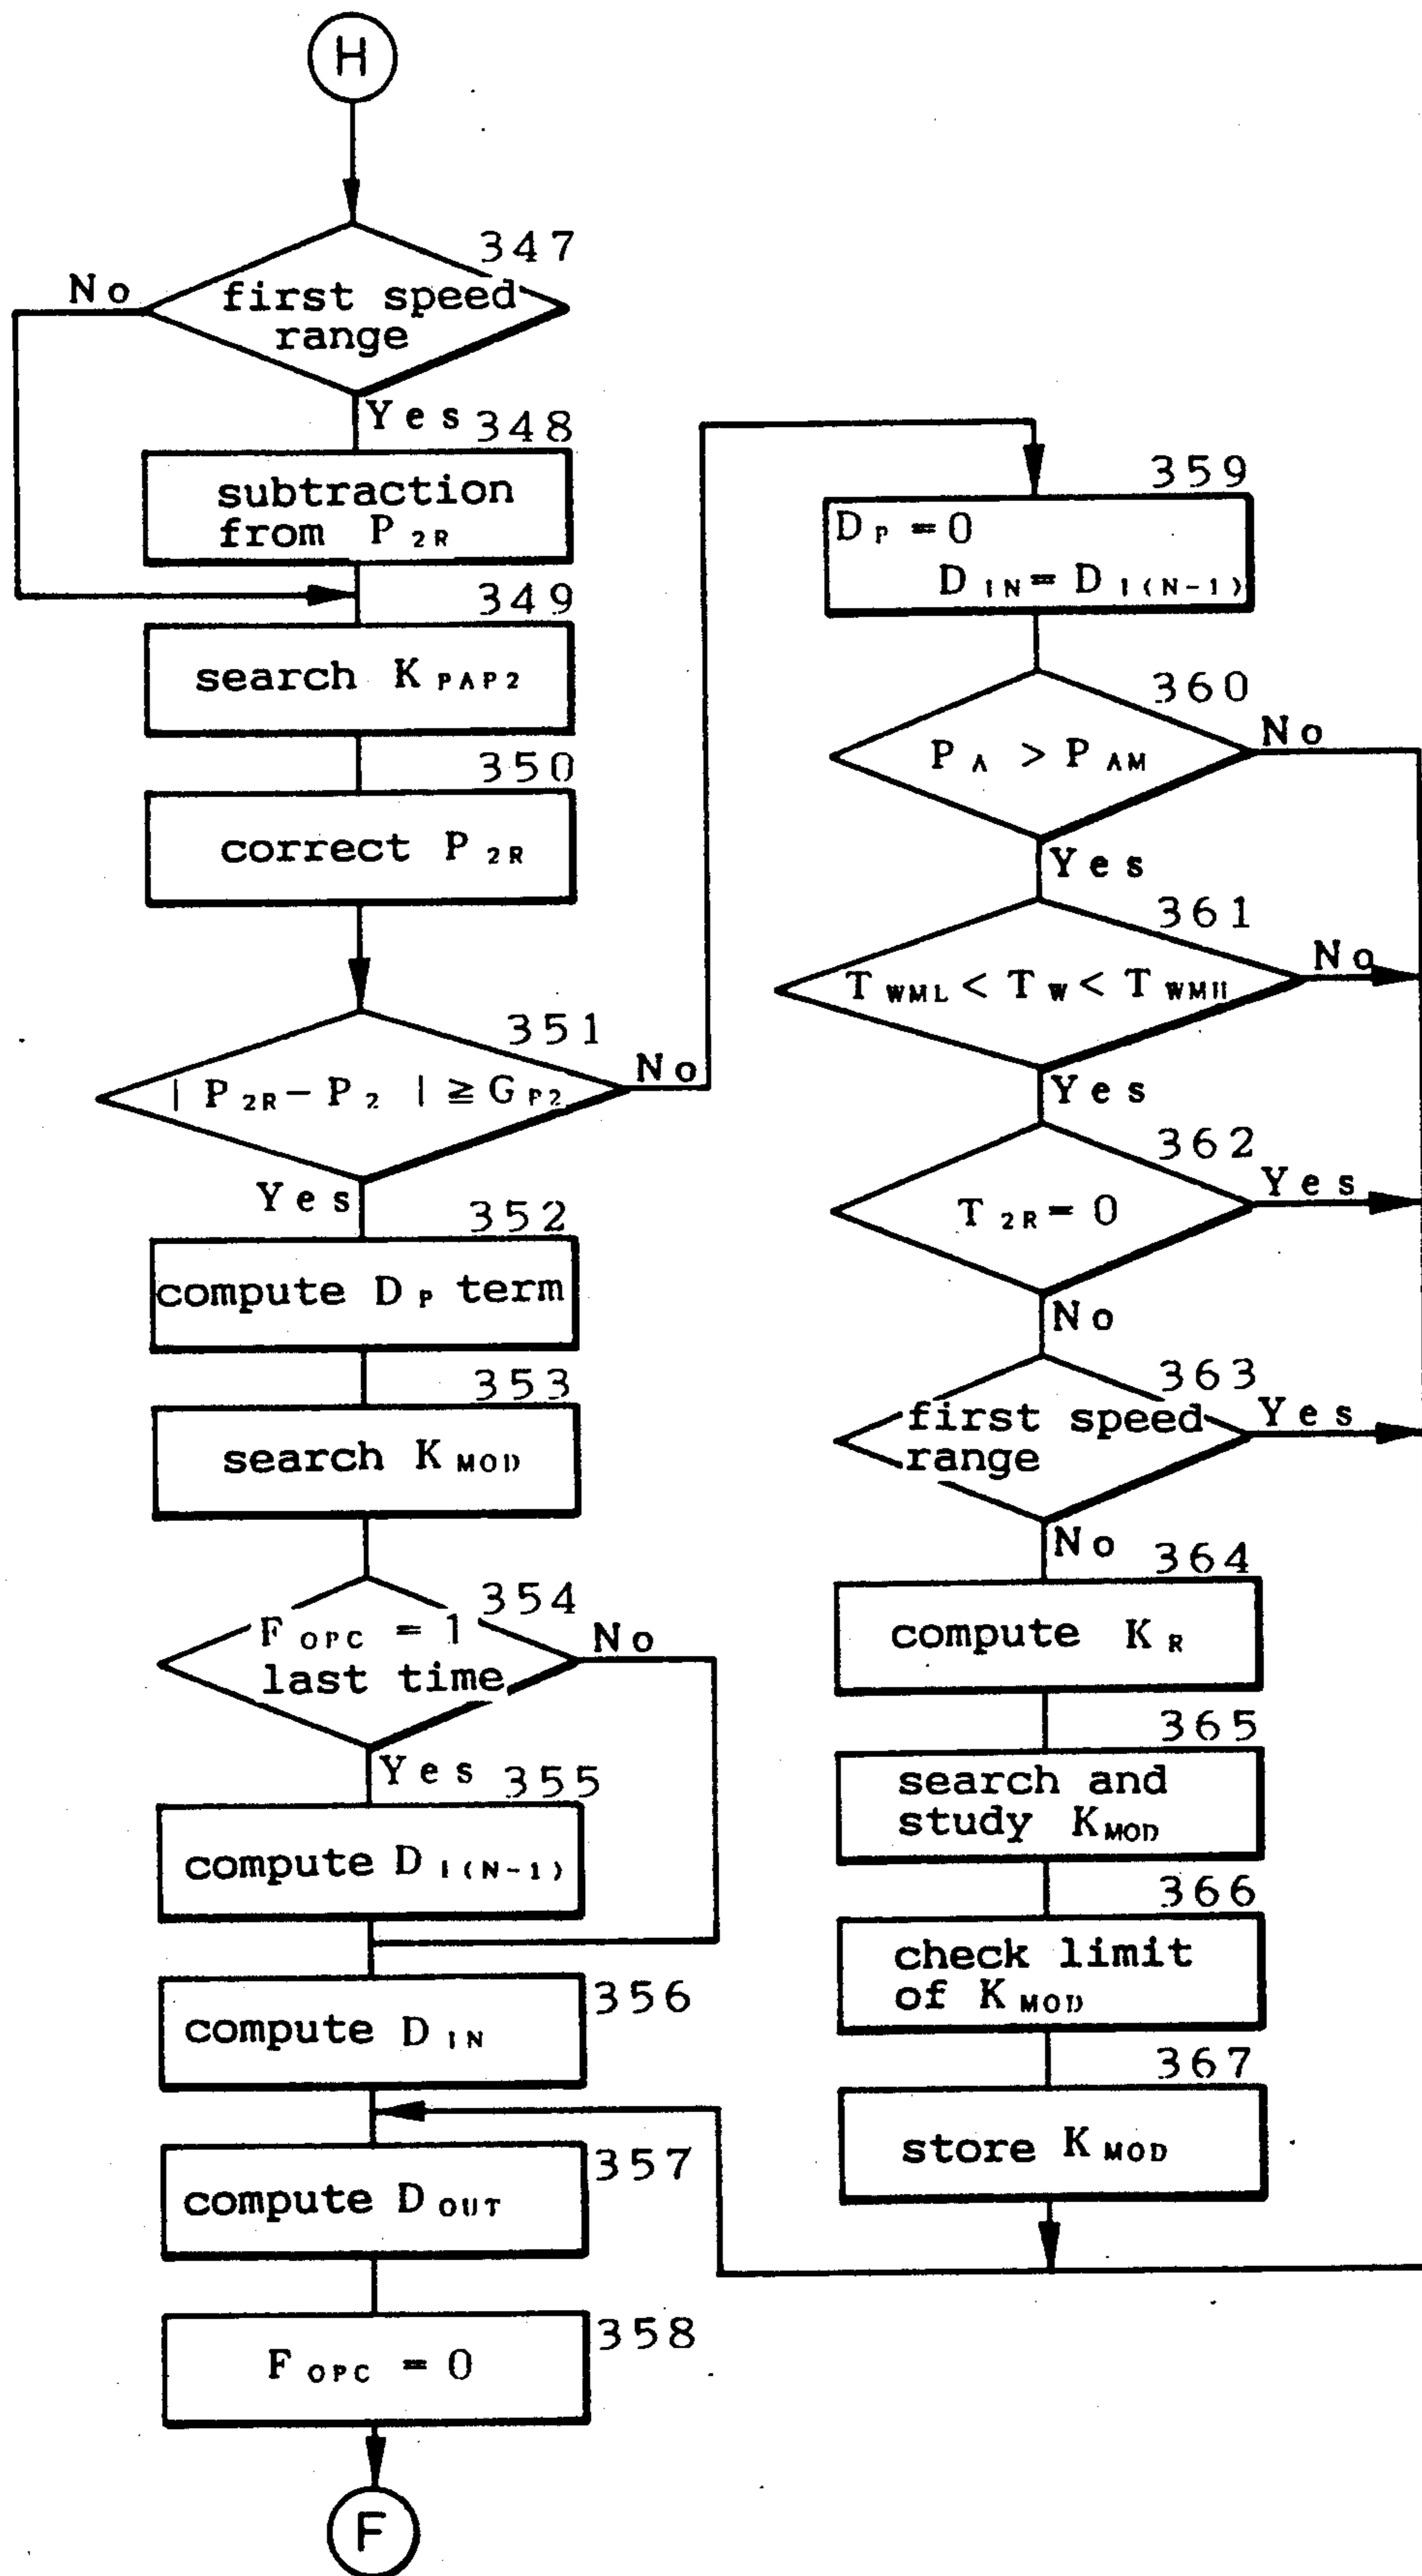 H
347
No
first speed
range
Yes
348
subtraction
from P2R
349
search KPAP2
350
correct P2R
351
| P2R − P2 | ≧ GP2
No
Yes
352
compute DP term
353
search KMOD
354
FOPC = 1
last time
No
Yes
355
compute DI(N-1)
356
compute DIN
357
compute DOUT
358
FOPC = 0
F
359
DP = 0
DIN = DI(N-1)
360
PA > PAM
No
Yes
361
TWML < TW < TWMH
No
Yes
362
T2R = 0
Yes
No
363
first speed
range
Yes
No
364
compute KR
365
search and
study KMOD
366
check limit
of KMOD
367
store KMOD